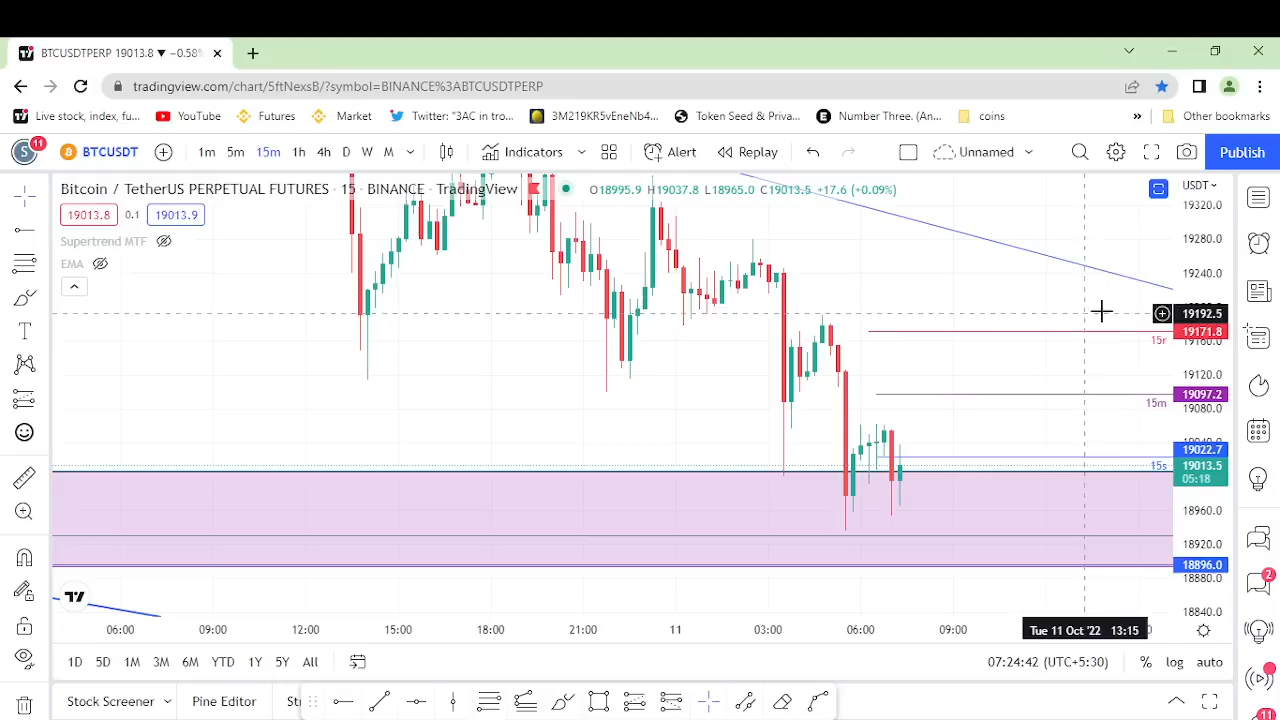 BTCUSDTPERP 19013.8 ▼ −0.58%
tradingview.com/chart/5ftNexsB/?symbol=BINANCE%3ABTCUSDTPERP
Live stock, index, fu... YouTube Futures Market Twitter: "3AC in tro... 3M219KR5vEneNb4... Token Seed & Priva... Number Three. (An... coins » Other bookmarks
S 11 BTCUSDT 1m 5m 15m 1h 4h D W M Indicators Alert Replay Unnamed Publish
Bitcoin / TetherUS PERPETUAL FUTURES · 15 · BINANCE · TradingView O18995.9 H19037.8 L18965.0 C19013.5 +17.6 (+0.09%) USDT
19013.8 0.1 19013.9
Supertrend MTF
EMA
19320.0
19280.0
19240.0
19192.5
19171.8
15r 19160.0
19120.0
19097.2
15m 19080.0
19040.0
19022.7
15s 19013.5
05:18
18960.0
18920.0
18896.0
18880.0
18840.0
2
06:00 09:00 12:00 15:00 18:00 21:00 11 03:00 06:00 09:00 Tue 11 Oct '22 13:15
1D 5D 1M 3M 6M YTD 1Y 5Y All 07:24:42 (UTC+5:30) % log auto
Stock Screener Pine Editor
11